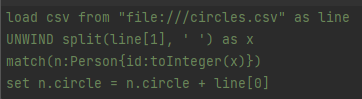 load csv from "file:///circles.csv" as line
UNWIND split(line[1], ' ') as x
match(n:Person{id:toInteger(x)})
set n.circle = n.circle + line[0]